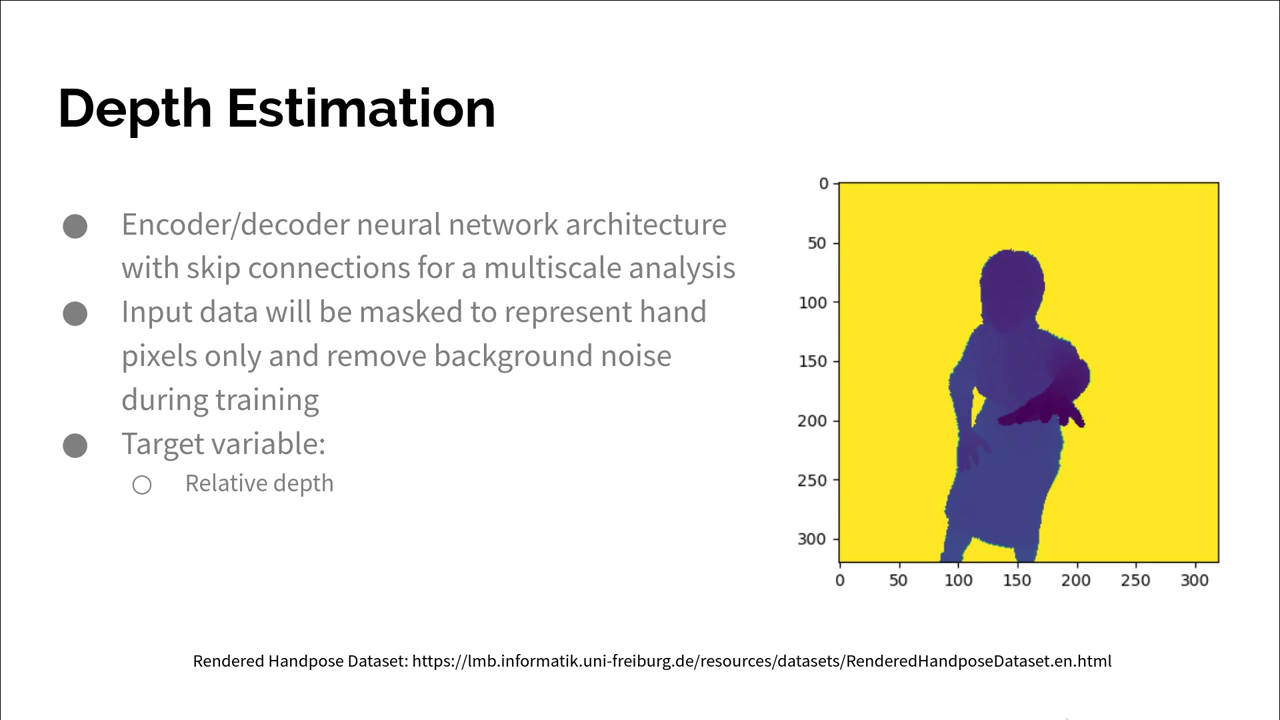 Depth Estimation
● Encoder/decoder neural network architecture
with skip connections for a multiscale analysis
● Input data will be masked to represent hand
pixels only and remove background noise
during training
● Target variable:
○ Relative depth
0
50
100
150
200
250
300
0 50 100 150 200 250 300
Rendered Handpose Dataset: https://lmb.informatik.uni-freiburg.de/resources/datasets/RenderedHandposeDataset.en.html